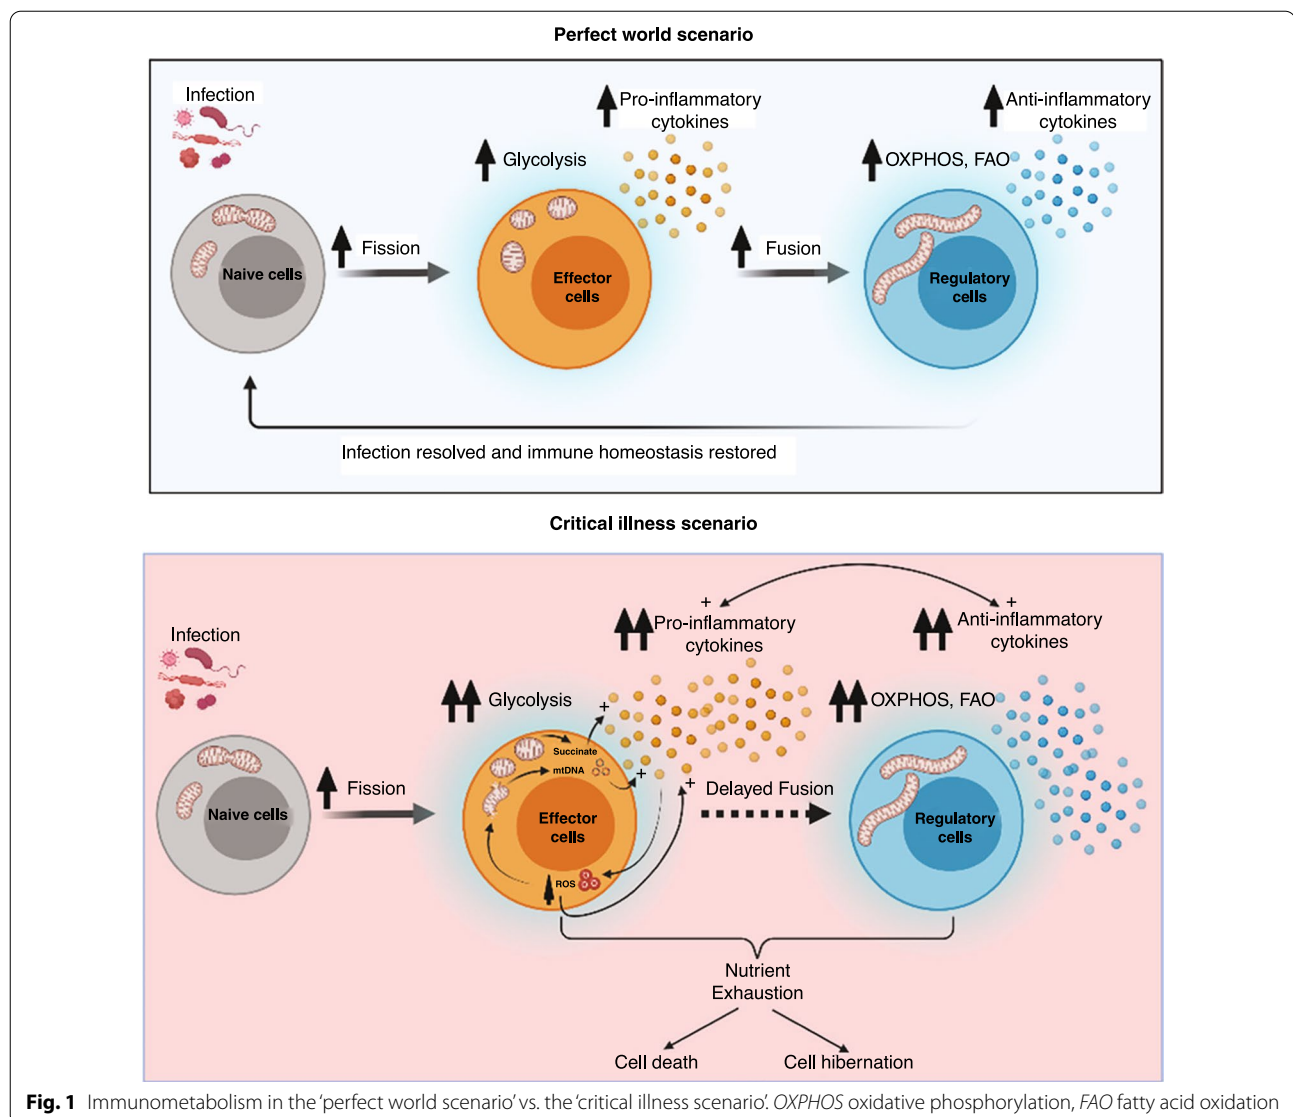 Perfect world scenario
Infection
Pro-inflammatory
cytokines
Anti-inflammatory
cytokines
Glycolysis
OXPHOS, FAO
Naive cells
Fission
Effector
cells
Fusion
Regulatory
cells
Infection resolved and immune homeostasis restored
Critical illness scenario
+
+
Infection
Pro-inflammatory
cytokines
Anti-inflammatory
cytokines
Glycolysis
OXPHOS, FAO
+
Succinate
mtDNA
+
+
Naive cells
Fission
Effector
cells
Delayed Fusion
Regulatory
cells
ROS
Nutrient
Exhaustion
Cell death
Cell hibernation
Fig. 1 Immunometabolism in the 'perfect world scenario' vs. the 'critical illness scenario'. OXPHOS oxidative phosphorylation, FAO fatty acid oxidation